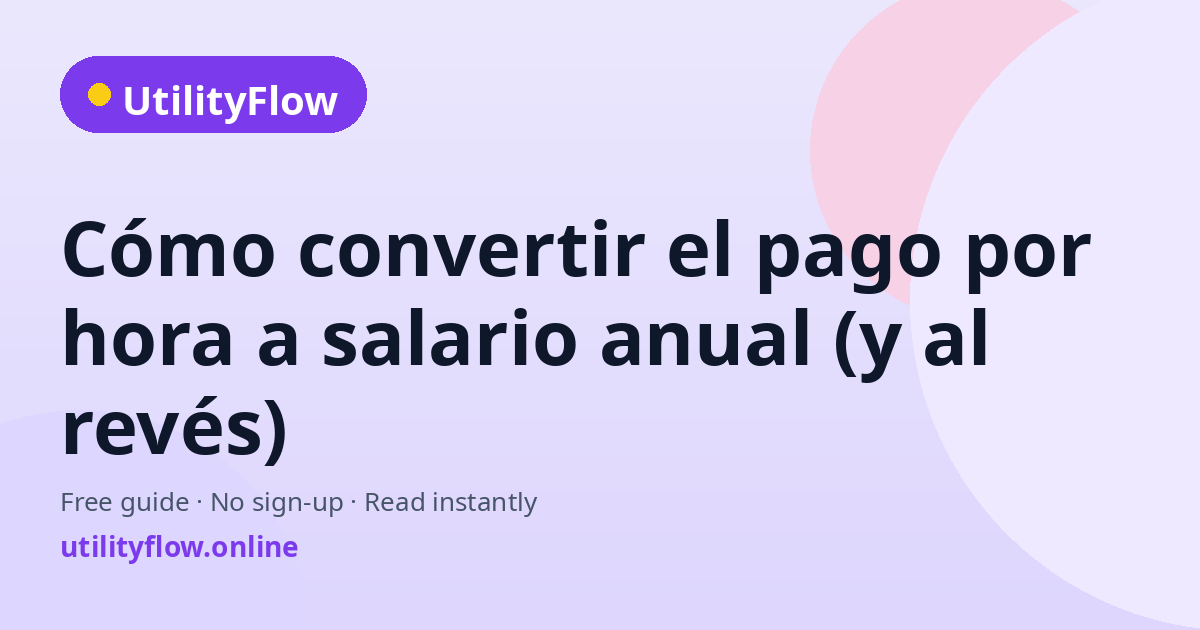 UtilityFlow
Cómo convertir el pago por
hora a salario anual (y al
revés)
Free guide · No sign-up · Read instantly
utilityflow.online